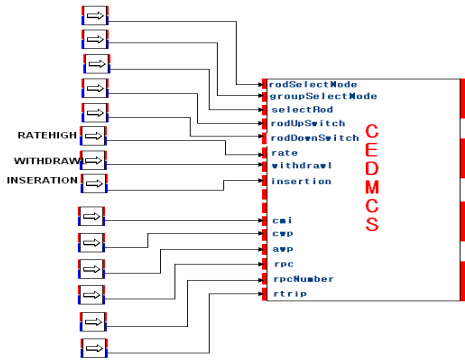 rodSelectMode
groupSelectMode
selectRod
rodUpSwitch
rodDownSwitch
RATEHIGH
rate
WITHDRAWL
withdrawl
INSERATION
insertion
cmi
cwp
awp
rpc
rpcNumber
rtrip
CEDMCS